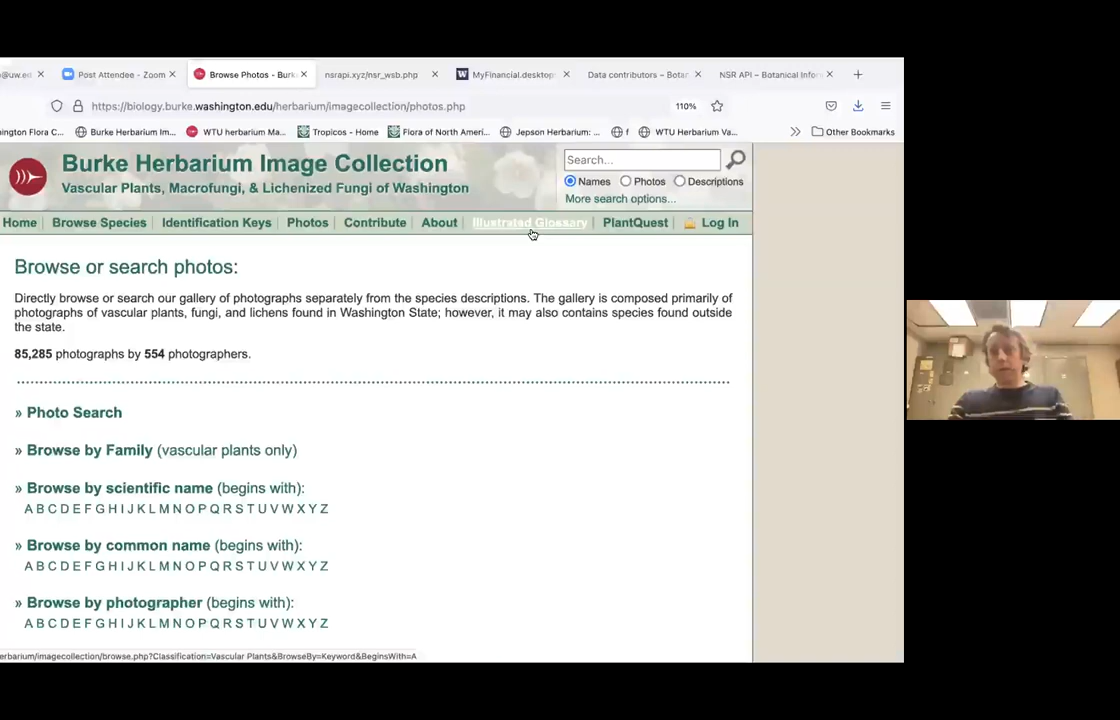 @uw.ed
Post Attendee - Zoom
Browse Photos - Burk
nsrapi.xyz/nsr_wsb.php
MyFinancial.desktop
Data contributors – Botan
NSR API – Botanical Infor
https://biology.burke.washington.edu/herbarium/imagecollection/photos.php
110%
ington Flora C...
Burke Herbarium Im...
WTU herbarium Ma...
Tropicos - Home
Flora of North Ameri...
Jepson Herbarium: ...
f
WTU Herbarium Va...
Other Bookmarks
Burke Herbarium Image Collection
Vascular Plants, Macrofungi, & Lichenized Fungi of Washington
Search...
Names Photos Descriptions
More search options...
Home Browse Species Identification Keys Photos Contribute About Illustrated Glossary PlantQuest Log In
Browse or search photos:
Directly browse or search our gallery of photographs separately from the species descriptions. The gallery is composed primarily of
photographs of vascular plants, fungi, and lichens found in Washington State; however, it may also contains species found outside
the state.
85,285 photographs by 554 photographers.
» Photo Search
» Browse by Family (vascular plants only)
» Browse by scientific name (begins with):
A B C D E F G H I J K L M N O P Q R S T U V W X Y Z
» Browse by common name (begins with):
A B C D E F G H I J K L M N O P Q R S T U V W X Y Z
» Browse by photographer (begins with):
A B C D E F G H I J K L M N O P Q R S T U V W X Y Z
erbarium/imagecollection/browse.php?Classification=Vascular Plants&BrowseBy=Keyword&BeginsWith=A